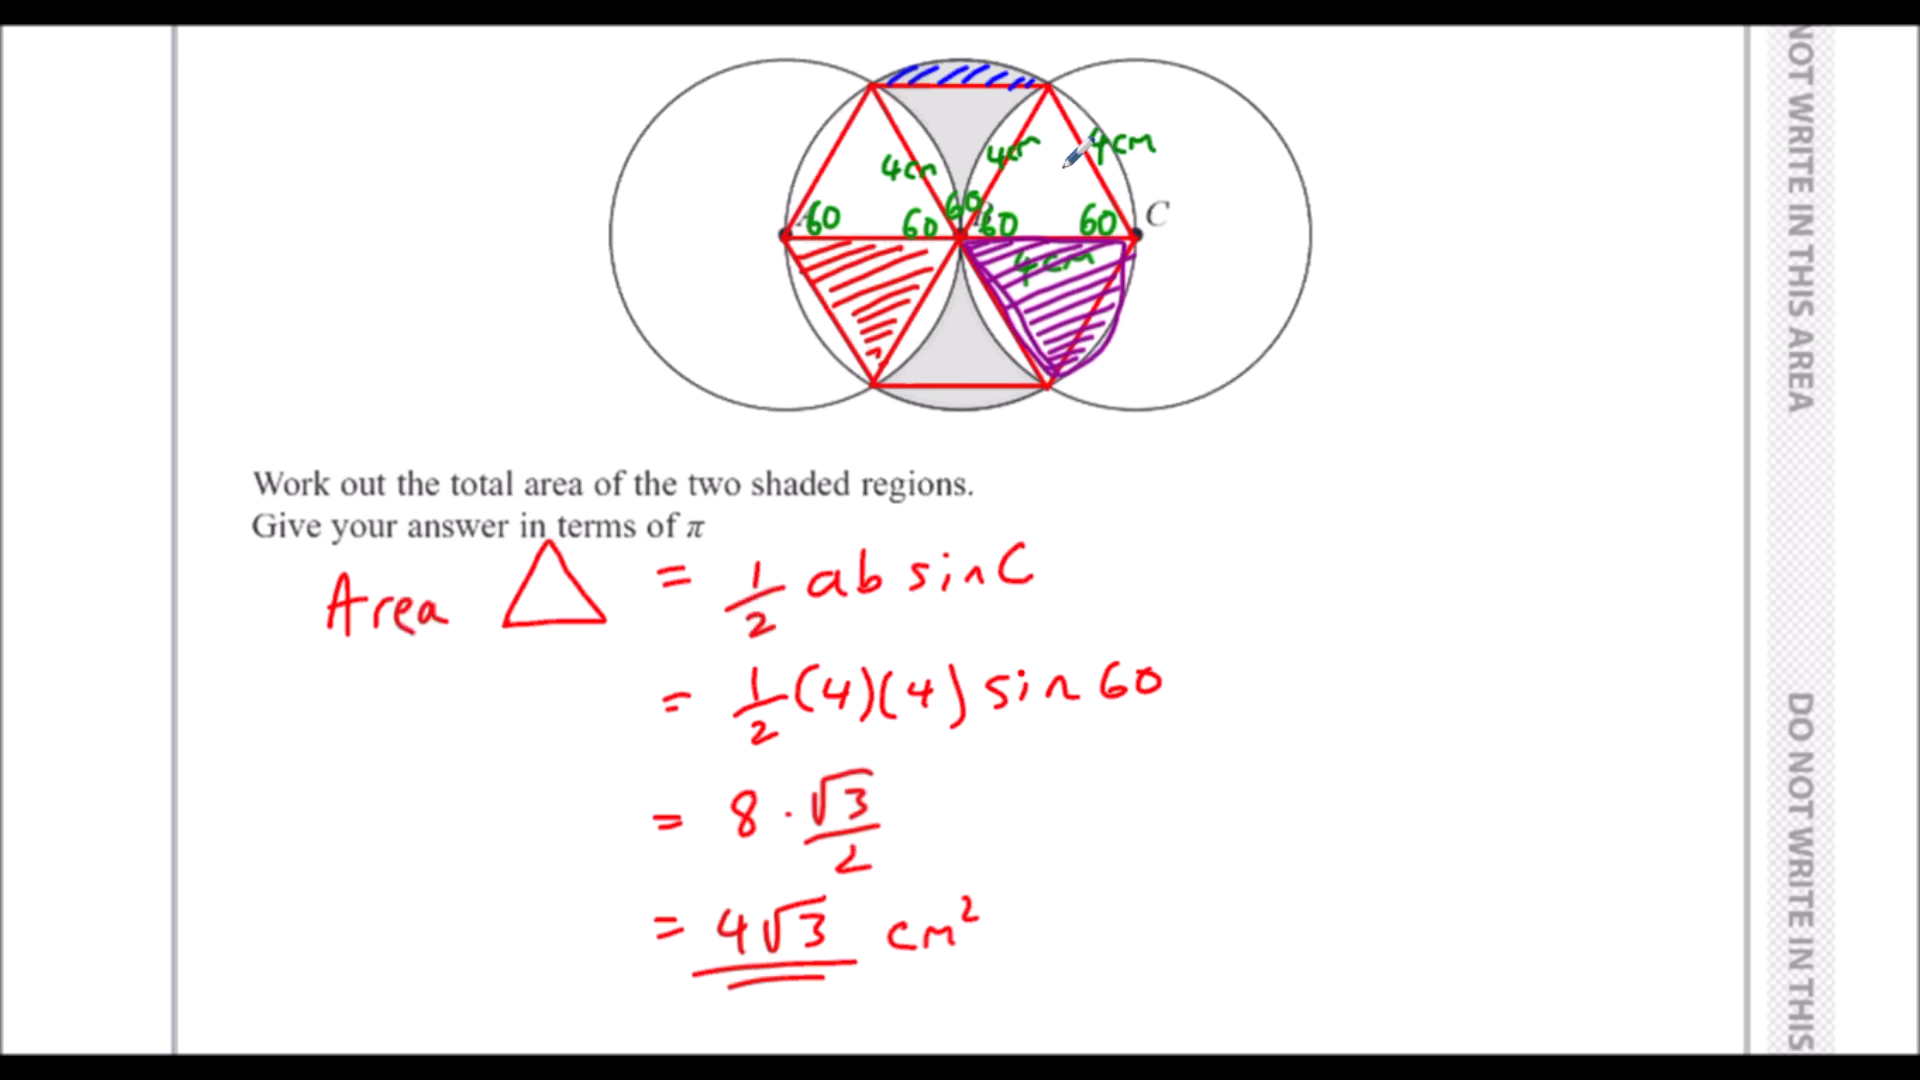 4cm
4cm
4cm
60
60
60
60
60
C
4cm
Work out the total area of the two shaded regions.
Give your answer in terms of π
Area △ = 1/2 ab sin C
= 1/2 (4)(4) sin 60
= 8 · √3/2
= 4√3 cm²
NOT WRITE IN THIS AREA
DO NOT WRITE IN THIS